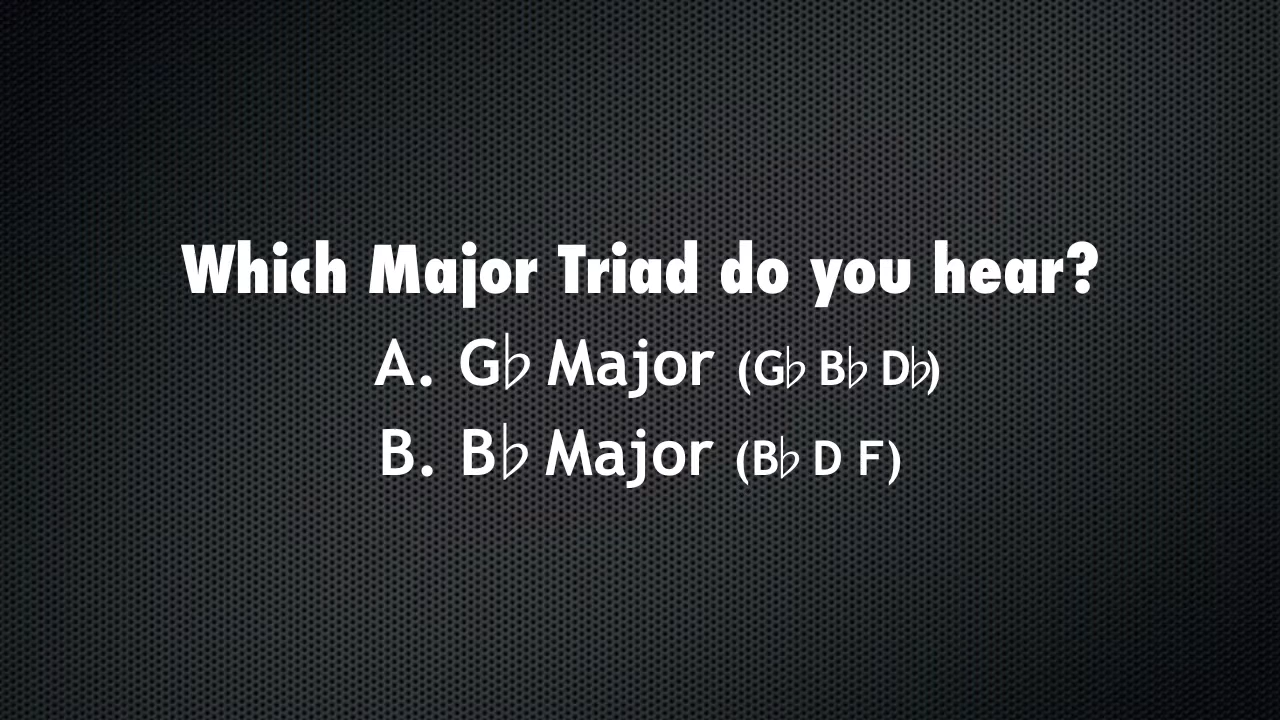 Which Major Triad do you hear?
A. G♭ Major (G♭ B♭ D♭)
B. B♭ Major (B♭ D F)